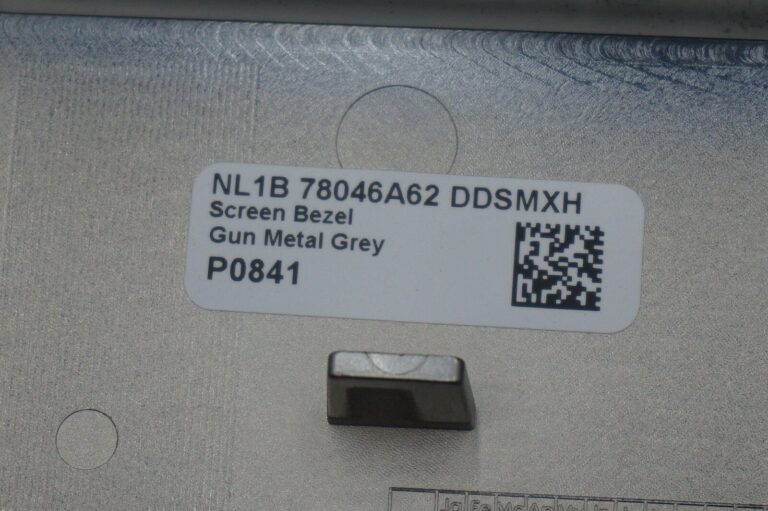 NL1B 78046A62 DDSMXH
Screen Bezel
Gun Metal Grey
P0841